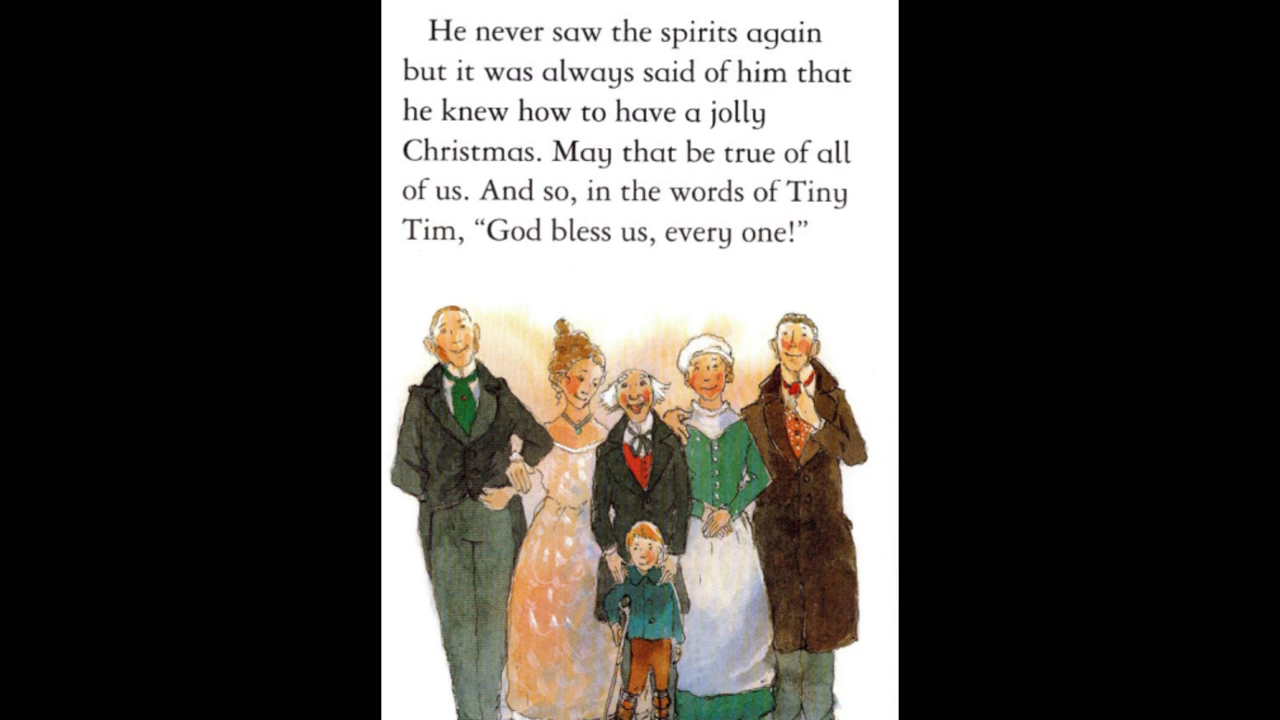 He never saw the spirits again
but it was always said of him that
he knew how to have a jolly
Christmas. May that be true of all
of us. And so, in the words of Tiny
Tim, “God bless us, every one!”